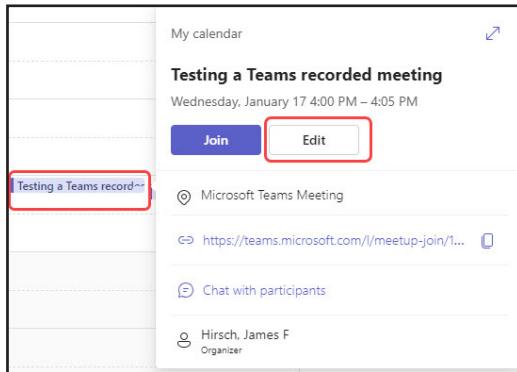 My calendar
Testing a Teams recorded meeting
Wednesday, January 17 4:00 PM – 4:05 PM
Join Edit
Testing a Teams record
Microsoft Teams Meeting
https://teams.microsoft.com/l/meetup-join/1...
Chat with participants
Hirsch, James F
Organizer